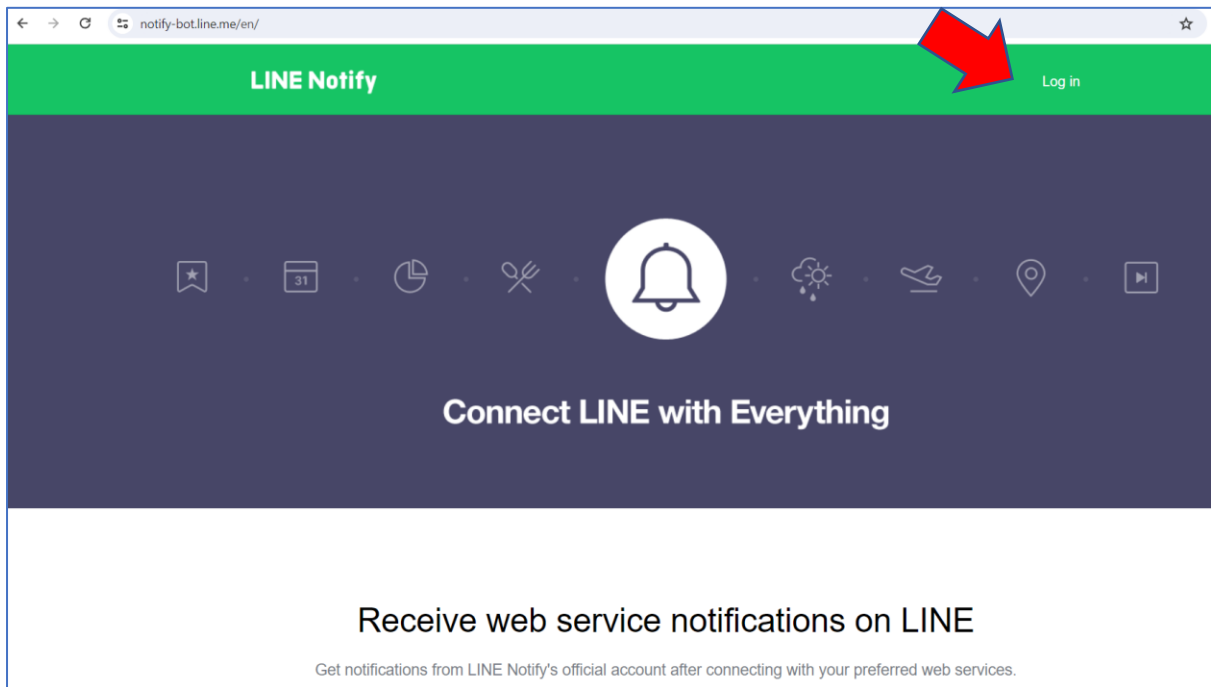 notify-bot.line.me/en/
LINE Notify
Log in
31
Connect LINE with Everything
Receive web service notifications on LINE
Get notifications from LINE Notify's official account after connecting with your preferred web services.